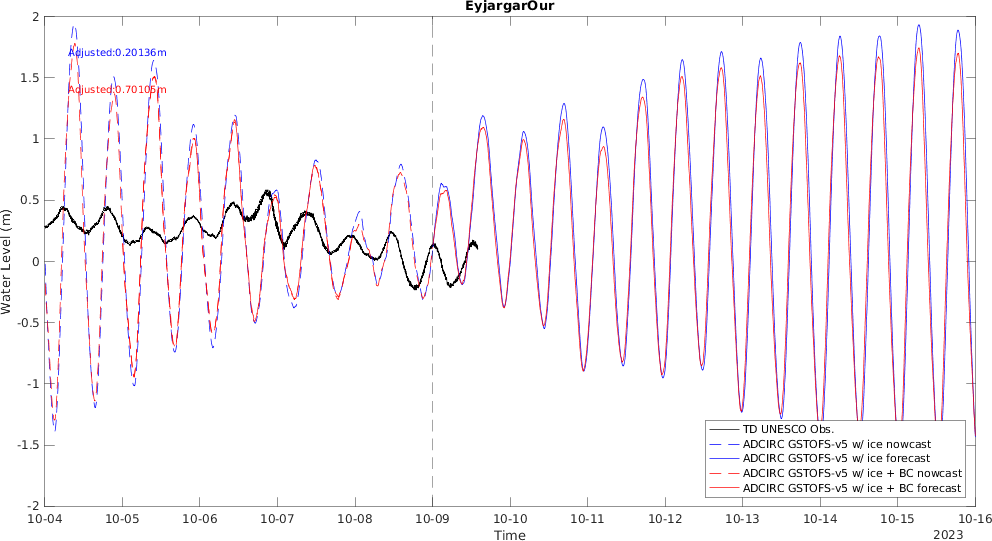 EyjargarOur
Adjusted:0.20136m
Adjusted:0.70105m
Water Level (m)
2
1.5
1
0.5
0
-0.5
-1
-1.5
-2
TD UNESCO Obs.
ADCIRC GSTOFS-v5 w/ ice nowcast
ADCIRC GSTOFS-v5 w/ ice forecast
ADCIRC GSTOFS-v5 w/ ice + BC nowcast
ADCIRC GSTOFS-v5 w/ ice + BC forecast
10-04 10-05 10-06 10-07 10-08 10-09 10-10 10-11 10-12 10-13 10-14 10-15 10-16
Time
2023